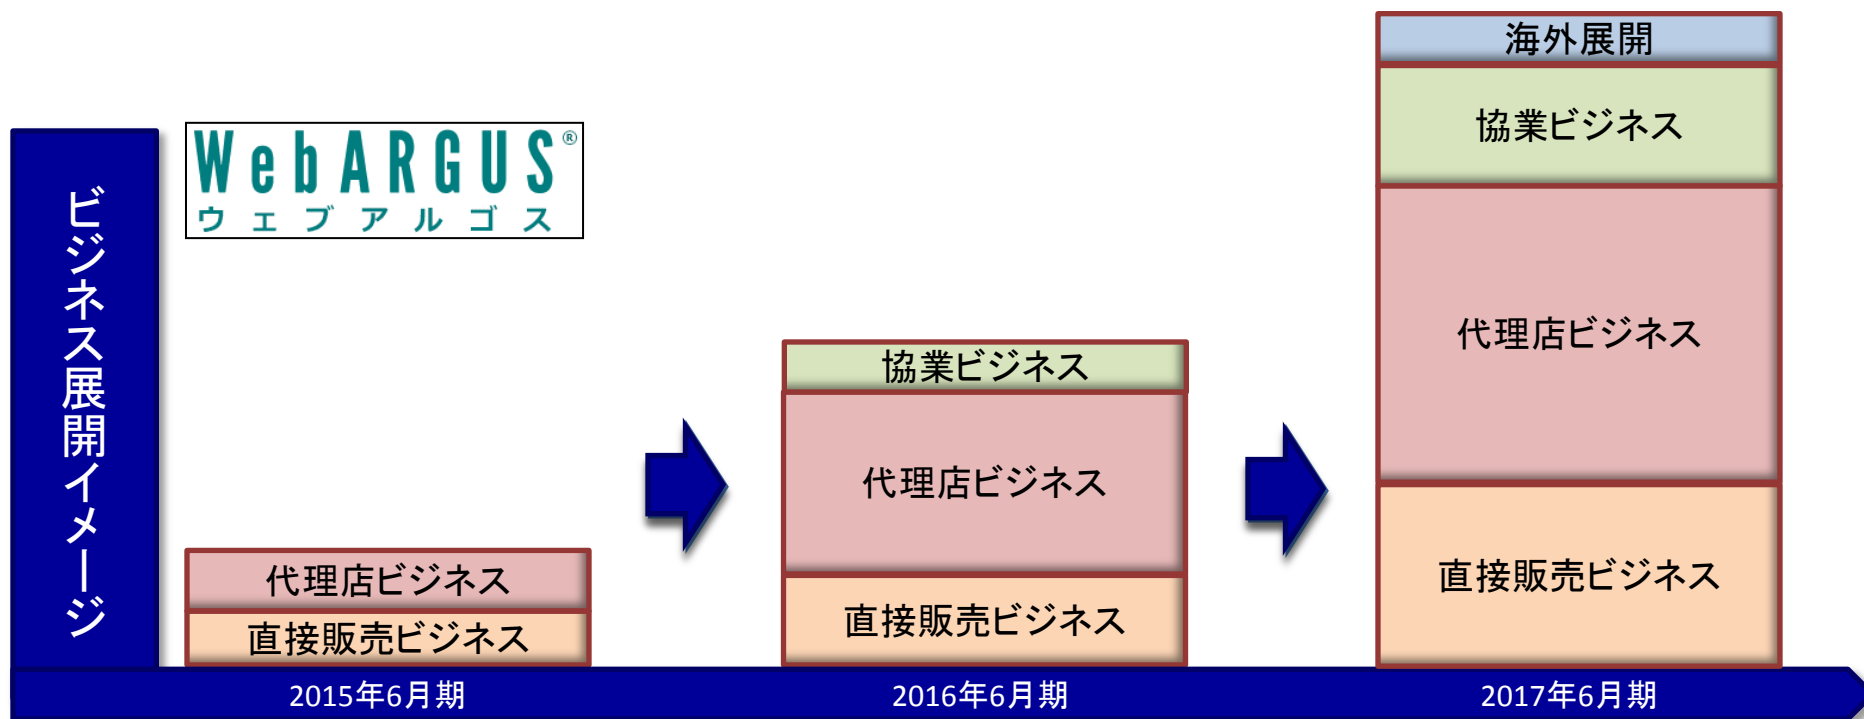 ビジネス展開イメージ
WebARGUS®
ウェブアルゴス
代理店ビジネス
直接販売ビジネス
2015年6月期
協業ビジネス
代理店ビジネス
直接販売ビジネス
2016年6月期
海外展開
協業ビジネス
代理店ビジネス
直接販売ビジネス
2017年6月期